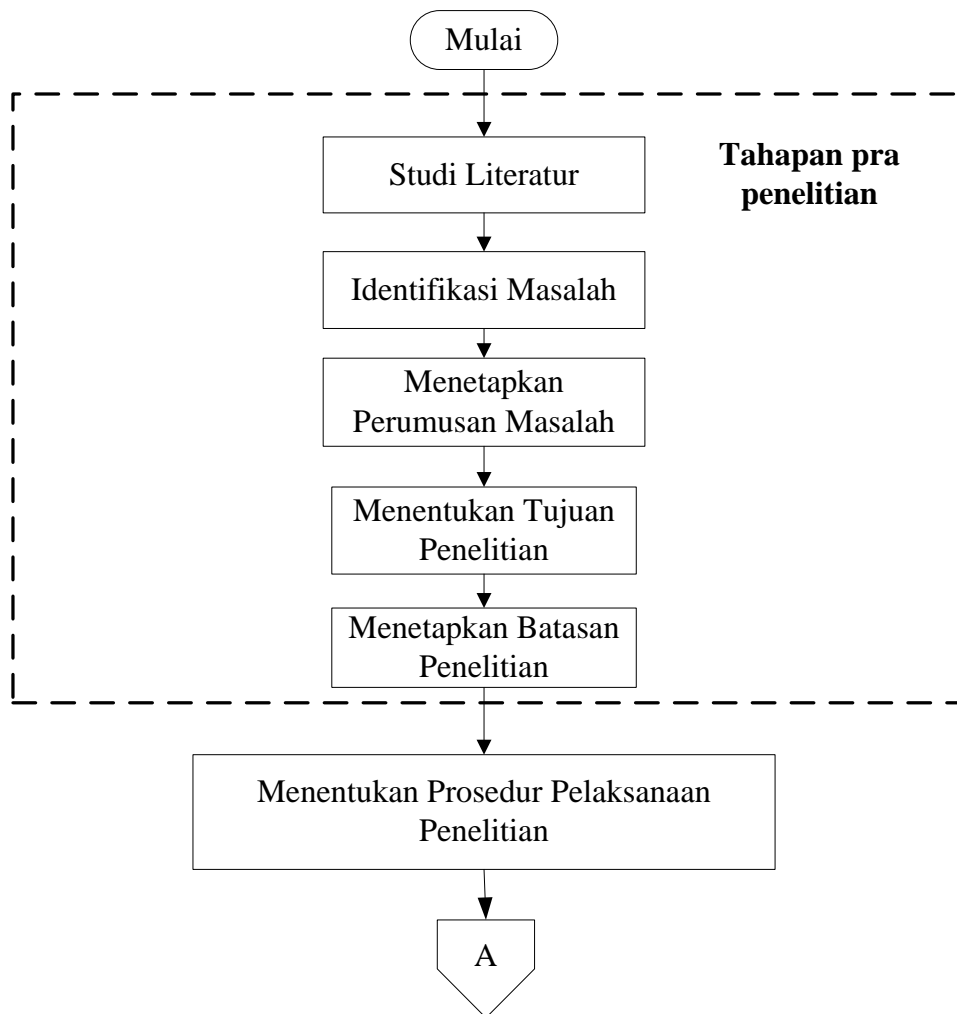 Mulai
Tahapan pra
penelitian
Studi Literatur
Identifikasi Masalah
Menetapkan
Perumusan Masalah
Menentukan Tujuan
Penelitian
Menetapkan Batasan
Penelitian
Menentukan Prosedur Pelaksanaan
Penelitian
A